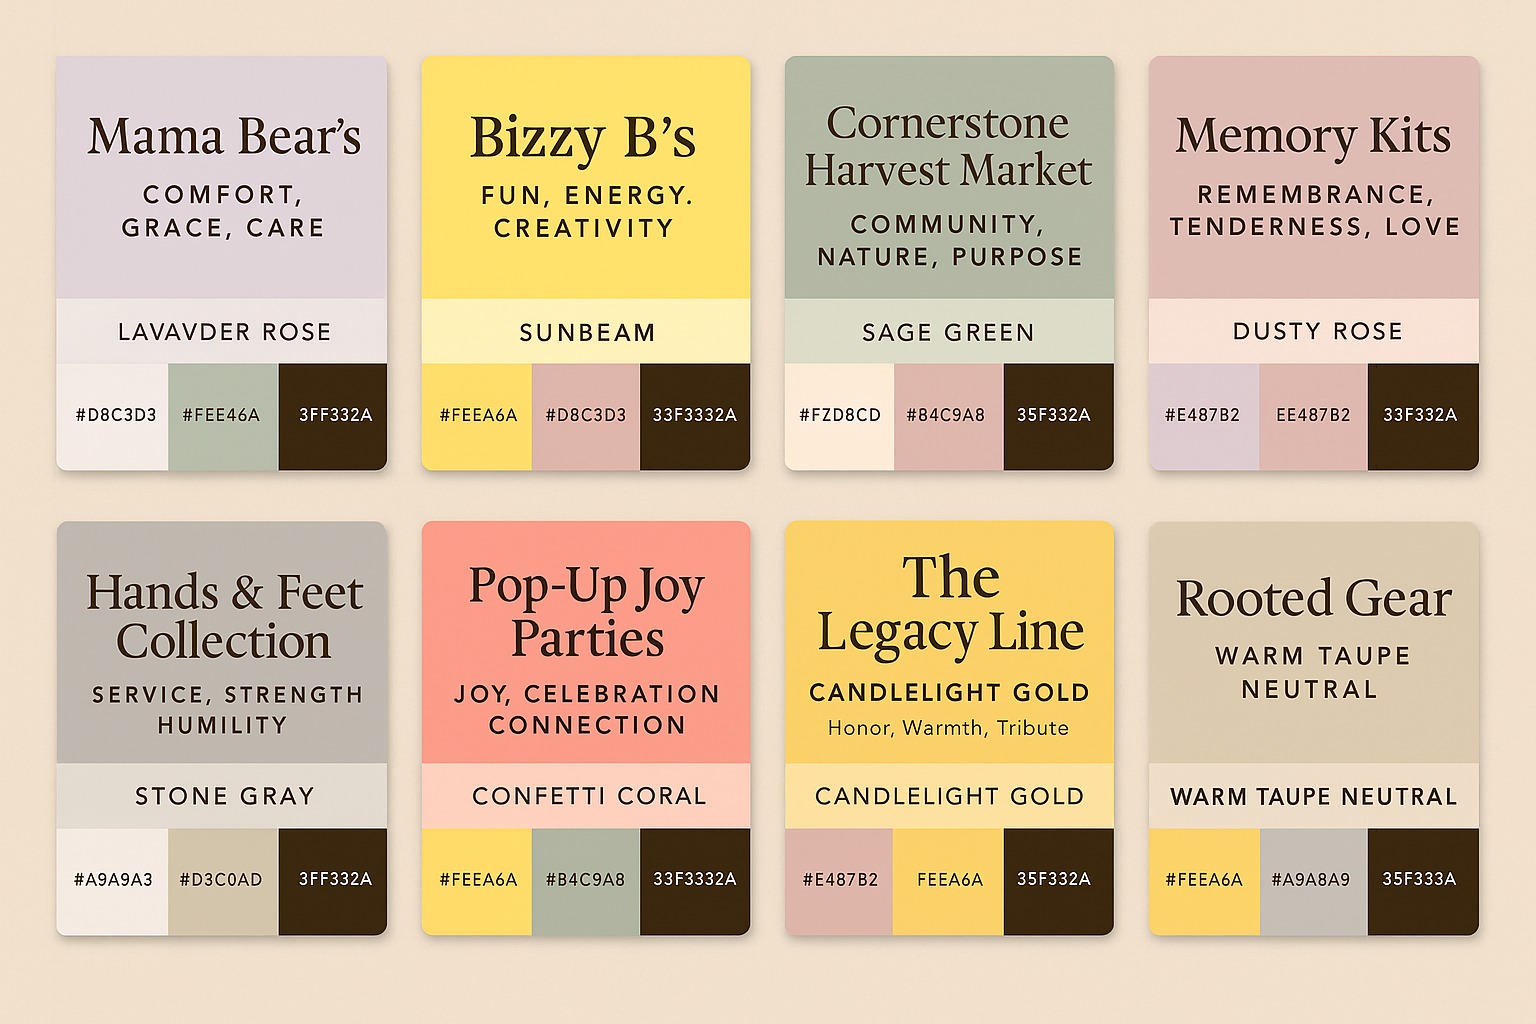 Mama Bear's
COMFORT,
GRACE, CARE
LAVAVDER ROSE
#D8C3D3 #FEE46A 3FF332A
Bizzy B's
FUN, ENERGY.
CREATIVITY
SUNBEAM
#FEEA6A #D8C3D3 33F3332A
Cornerstone
Harvest Market
COMMUNITY,
NATURE, PURPOSE
SAGE GREEN
#FZD8CD #84C9A8 35F332A
Memory Kits
REMEMBRANCE,
TENDERNESS, LOVE
DUSTY ROSE
#E487B2 EE487B2 33F332A
Hands & Feet
Collection
SERVICE, STRENGTH
HUMILITY
STONE GRAY
#A9A9A3 #D3C0AD 3FF332A
Pop-Up Joy
Parties
JOY, CELEBRATION
CONNECTION
CONFETTI CORAL
#FEEA6A #B4C9A8 33F3332A
The
Legacy Line
CANDLELIGHT GOLD
Honor, Warmth, Tribute
CANDLELIGHT GOLD
#E487B2 FEEA6A 35F332A
Rooted Gear
WARM TAUPE
NEUTRAL
WARM TAUPE NEUTRAL
#FEEA6A #A9A8A9 35F333A